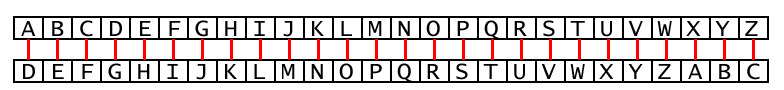 A B C D E F G H I J K L M N O P Q R S T U V W X Y Z
D E F G H I J K L M N O P Q R S T U V W X Y Z A B C